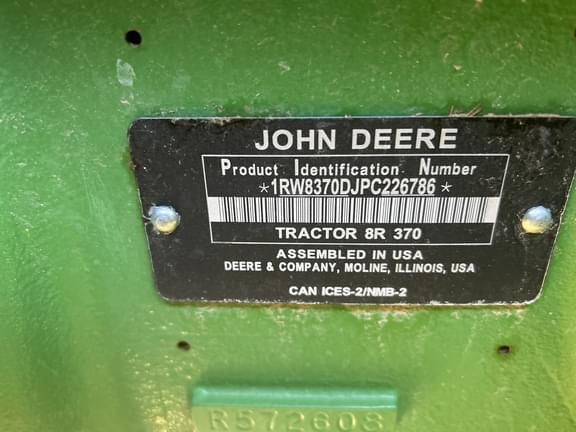 JOHN DEERE
Product Identification Number
*1RW8370DJPC226786*
TRACTOR 8R 370
ASSEMBLED IN USA
DEERE & COMPANY, MOLINE, ILLINOIS, USA
CAN ICES-2/NMB-2
R572608